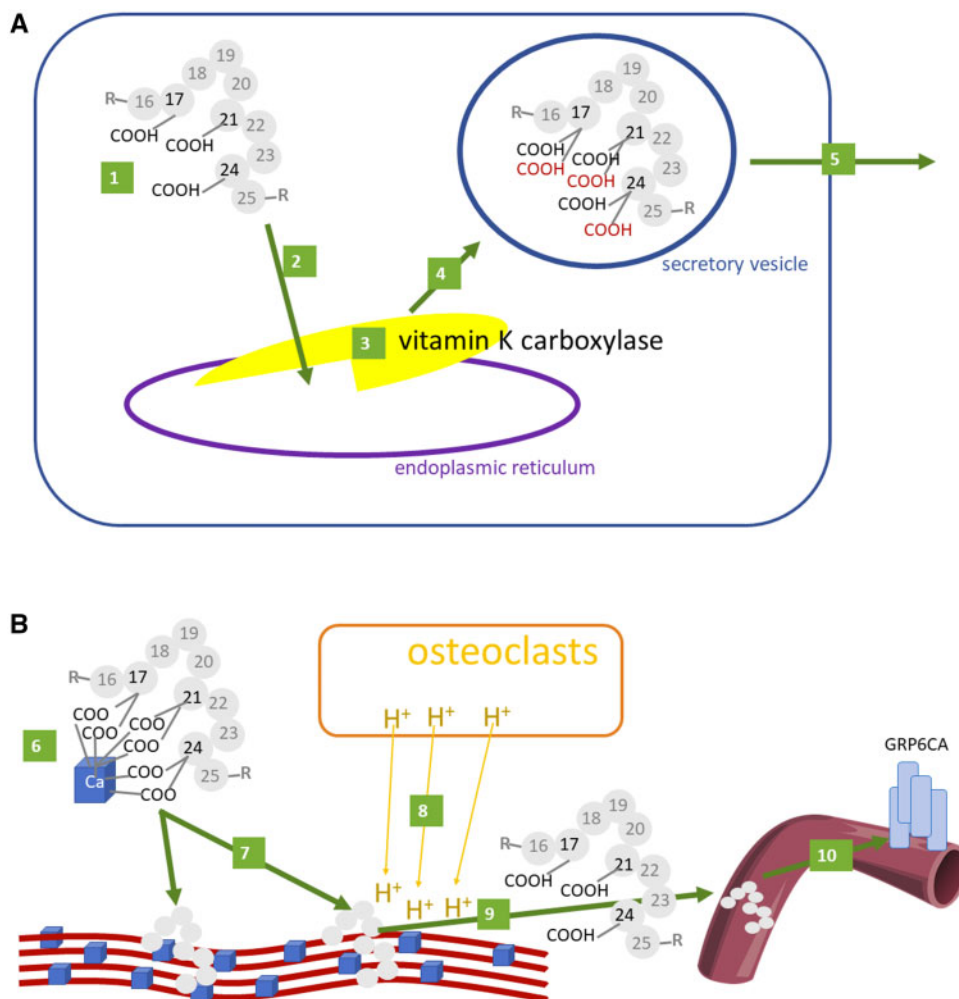 A
R 16 17 18 19 20 21 22 23 24 25 R
COOH
COOH
COOH
1
2
3
vitamin K carboxylase
4
endoplasmic reticulum
R 16 17 18 19 20 21 22 23 24 25 R
COOH
COOH
COOH
COOH
COOH
COOH
secretory vesicle
5
B
R 16 17 18 19 20 21 22 23 24 25 R
COO
COO
COO
COO
COO
COO
6
Ca
7
osteoclasts
H+ H+ H+
8
H+ H+ H+
9
R 16 17 18 19 20 21 22 23 24 25 R
COOH
COOH
COOH
GRP6CA
10